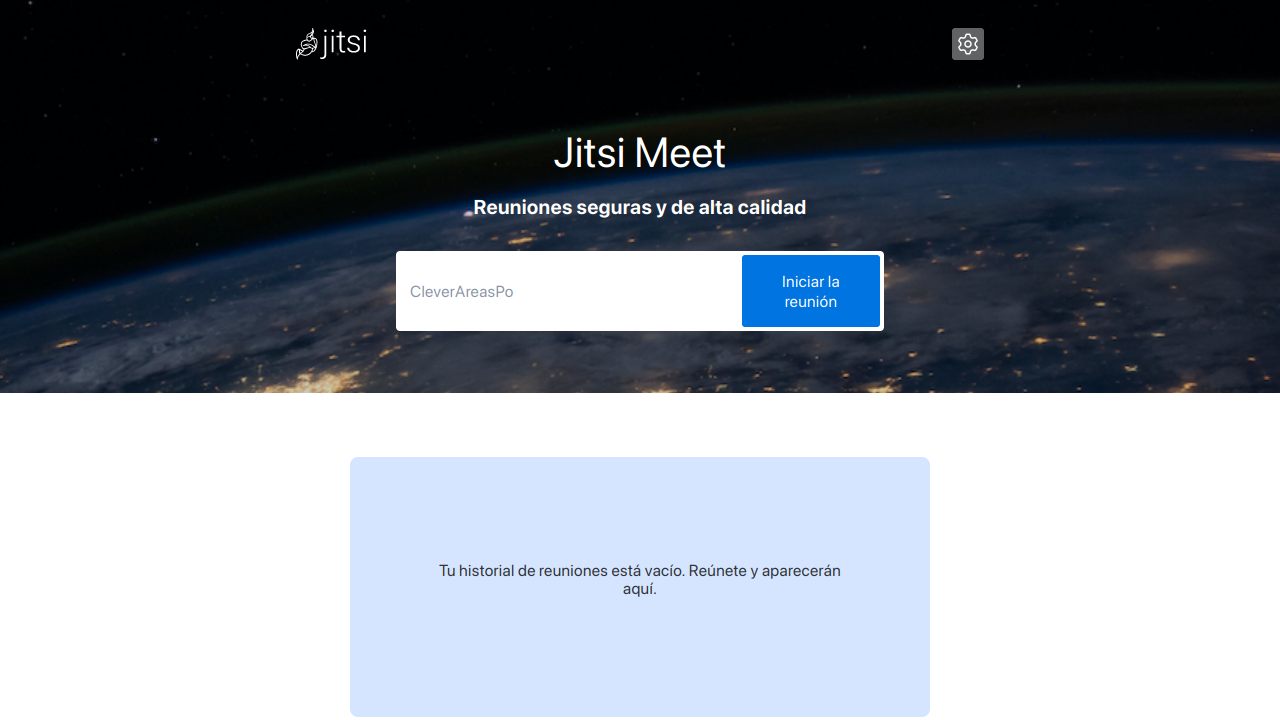 jitsi
Jitsi Meet
Reuniones seguras y de alta calidad
CleverAreasPo
Iniciar la
reunión
Tu historial de reuniones está vacío. Reúnete y aparecerán
aquí.